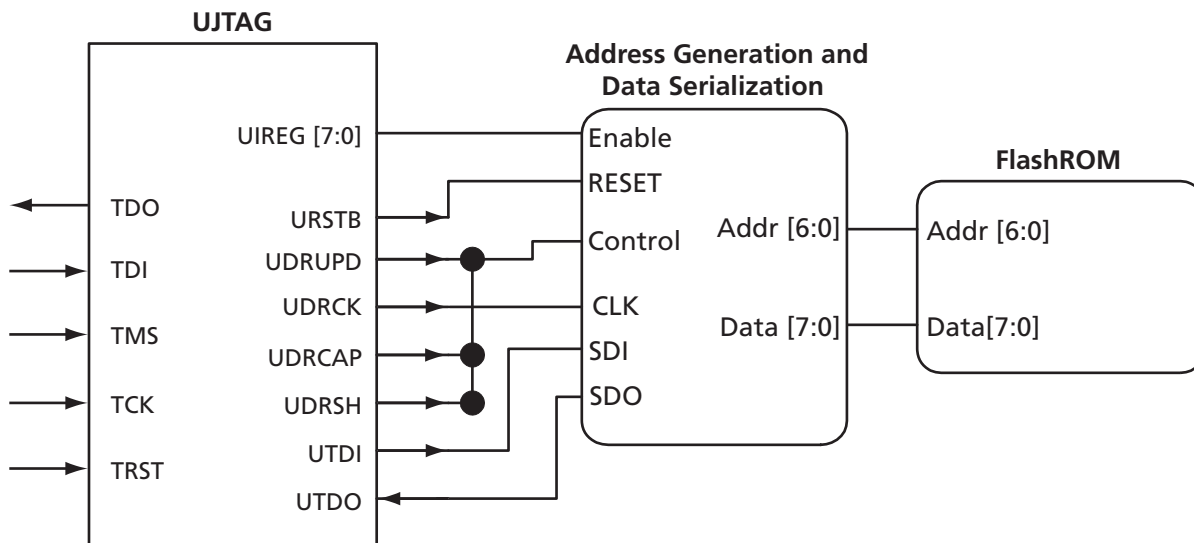 UJTAG
UIREG [7:0]
TDO
TDI
TMS
TCK
TRST
URSTB
UDRUPD
UDRCK
UDRCAP
UDRSH
UTDI
UTDO
Address Generation and
Data Serialization
Enable
RESET
Control
CLK
SDI
SDO
Addr [6:0]
Data [7:0]
FlashROM
Addr [6:0]
Data[7:0]